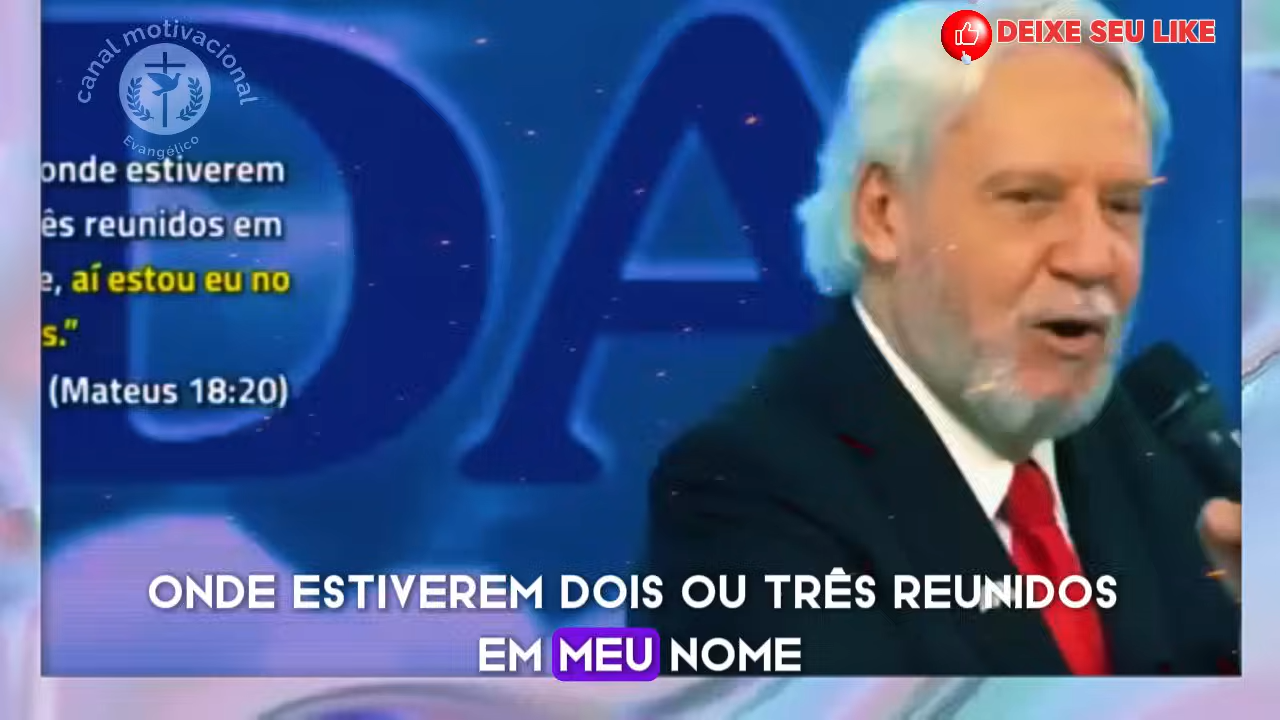 canal motivacional
Evangélico
DEIXE SEU LIKE
DA
onde estiverem
ês reunidos em
e, aí estou eu no
s.”
(Mateus 18:20)
ONDE ESTIVEREM DOIS OU TRÊS REUNIDOS
EM MEU NOME